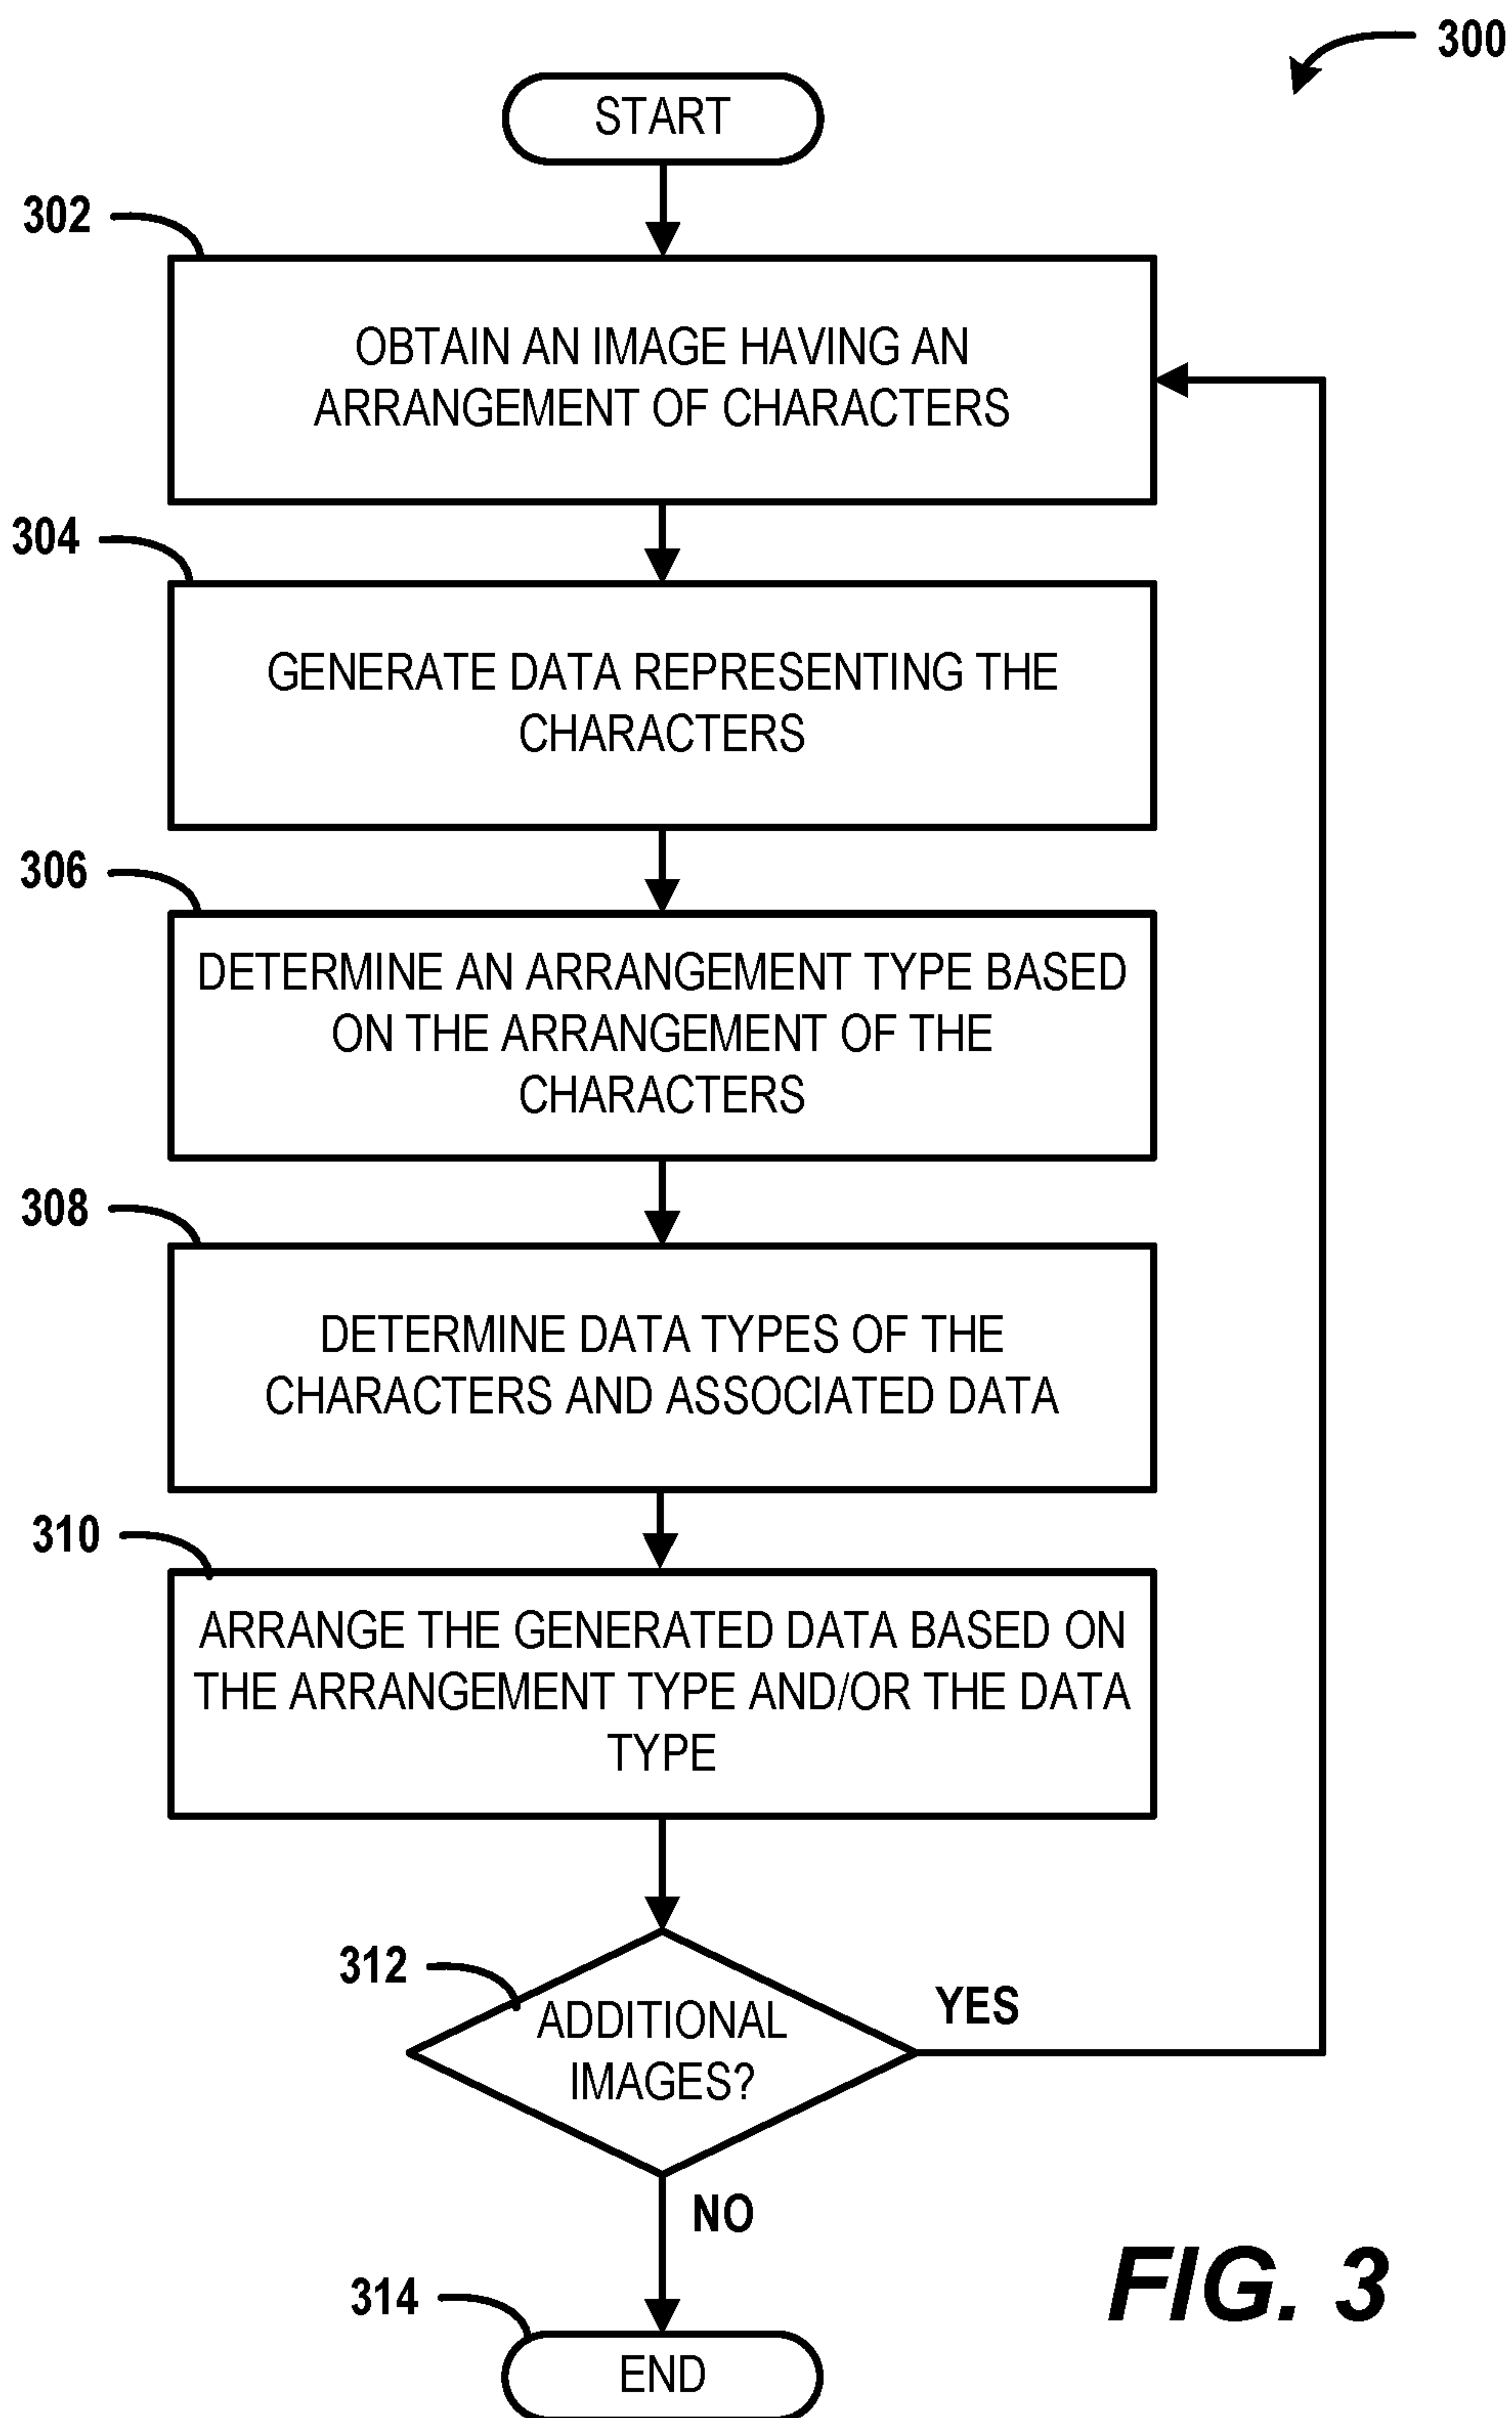 300
START
302
OBTAIN AN IMAGE HAVING AN
ARRANGEMENT OF CHARACTERS
304
GENERATE DATA REPRESENTING THE
CHARACTERS
306
DETERMINE AN ARRANGEMENT TYPE BASED
ON THE ARRANGEMENT OF THE
CHARACTERS
308
DETERMINE DATA TYPES OF THE
CHARACTERS AND ASSOCIATED DATA
310
ARRANGE THE GENERATED DATA BASED ON
THE ARRANGEMENT TYPE AND/OR THE DATA
TYPE
312
ADDITIONAL
IMAGES?
YES
NO
314
END
FIG. 3